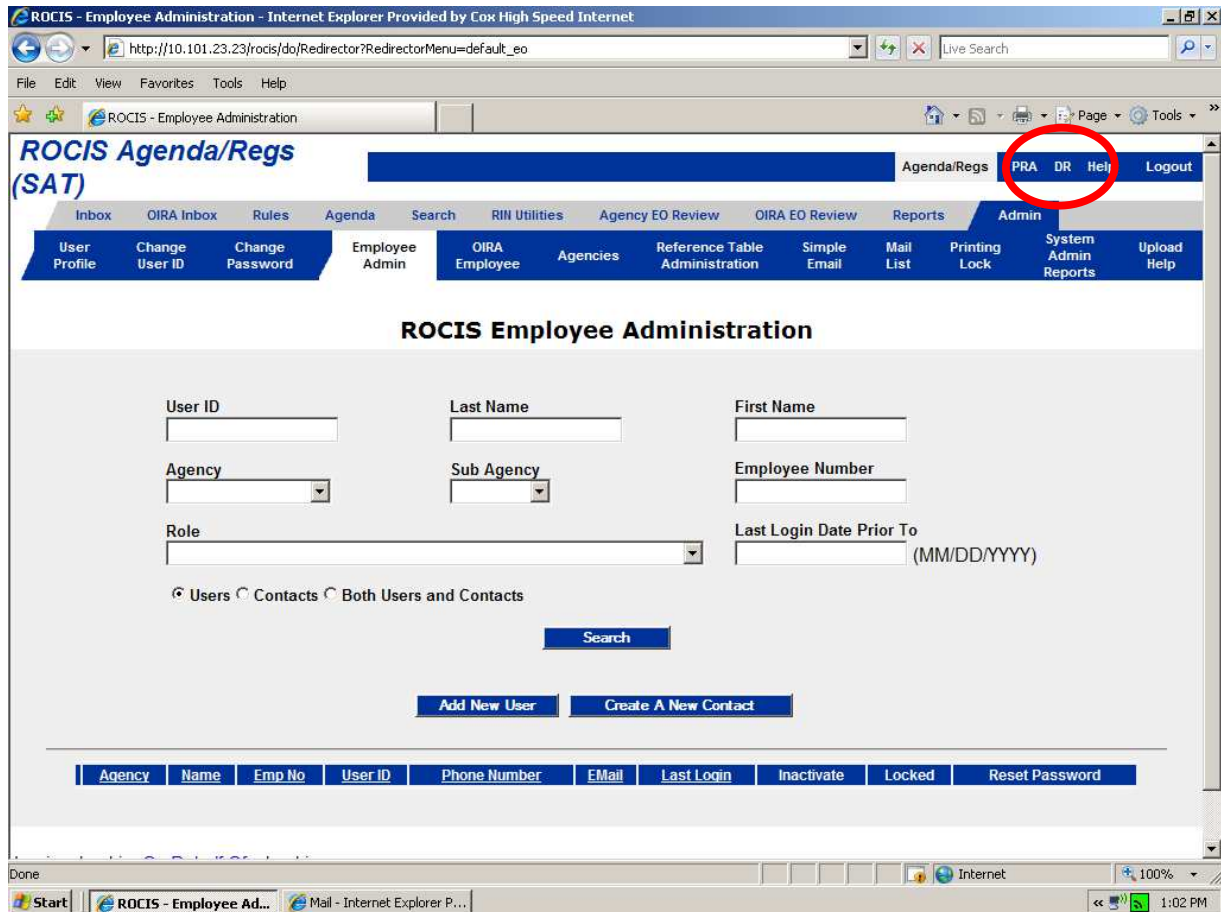 ROCIS - Employee Administration - Internet Explorer Provided by Cox High Speed Internet
http://10.101.23.23/rocis/do/Redirector?RedirectorMenu=default_eo
Live Search
File Edit View Favorites Tools Help
ROCIS - Employee Administration
Page Tools
ROCIS Agenda/Regs
(SAT)
Agenda/Regs PRA DR Help Logout
Inbox OIRA Inbox Rules Agenda Search RIN Utilities Agency EO Review OIRA EO Review Reports Admin
User Profile Change User ID Change Password Employee Admin OIRA Employee Agencies Reference Table Administration Simple Email Mail List Printing Lock System Admin Reports Upload Help
ROCIS Employee Administration
User ID Last Name First Name
Agency Sub Agency Employee Number
Role Last Login Date Prior To
(MM/DD/YYYY)
Users Contacts Both Users and Contacts
Search
Add New User Create A New Contact
Agency Name Emp No User ID Phone Number EMail Last Login Inactivate Locked Reset Password
Done Internet 100%
Start ROCIS - Employee Ad... Mail - Internet Explorer P... 1:02 PM